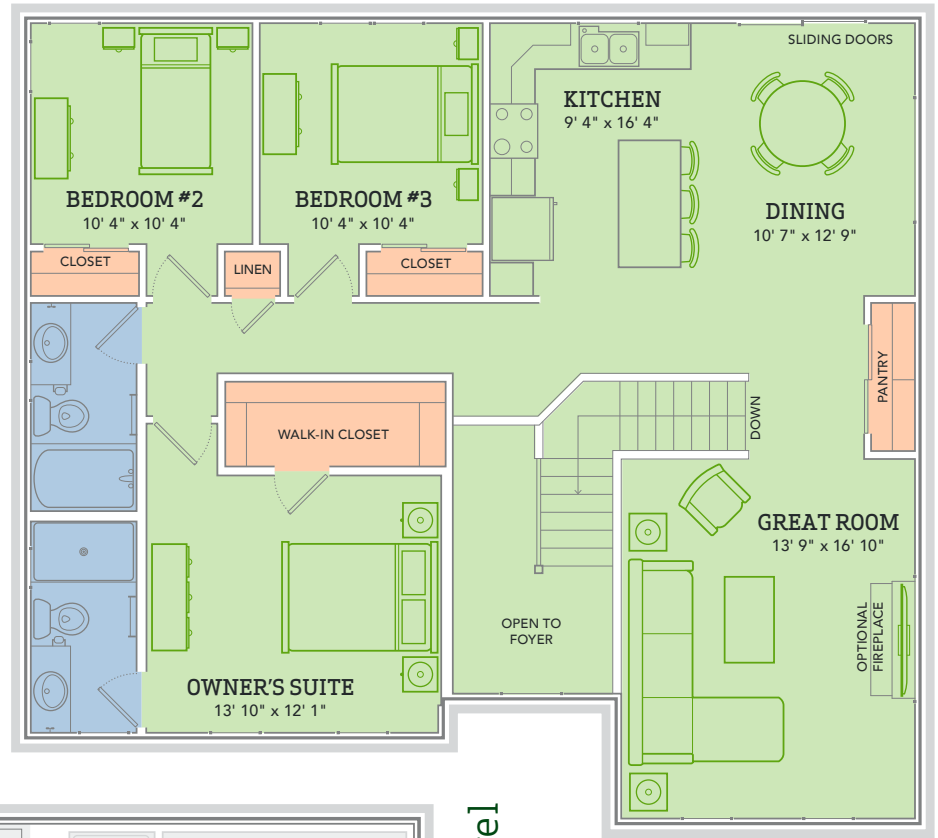 SLIDING DOORS
KITCHEN
9' 4" x 16' 4"
BEDROOM #2
10' 4" x 10' 4"
BEDROOM #3
10' 4" x 10' 4"
DINING
10' 7" x 12' 9"
CLOSET
LINEN
CLOSET
PANTRY
WALK-IN CLOSET
DOWN
GREAT ROOM
13' 9" x 16' 10"
OPEN TO
FOYER
OPTIONAL
FIREPLACE
OWNER'S SUITE
13' 10" x 12' 1"